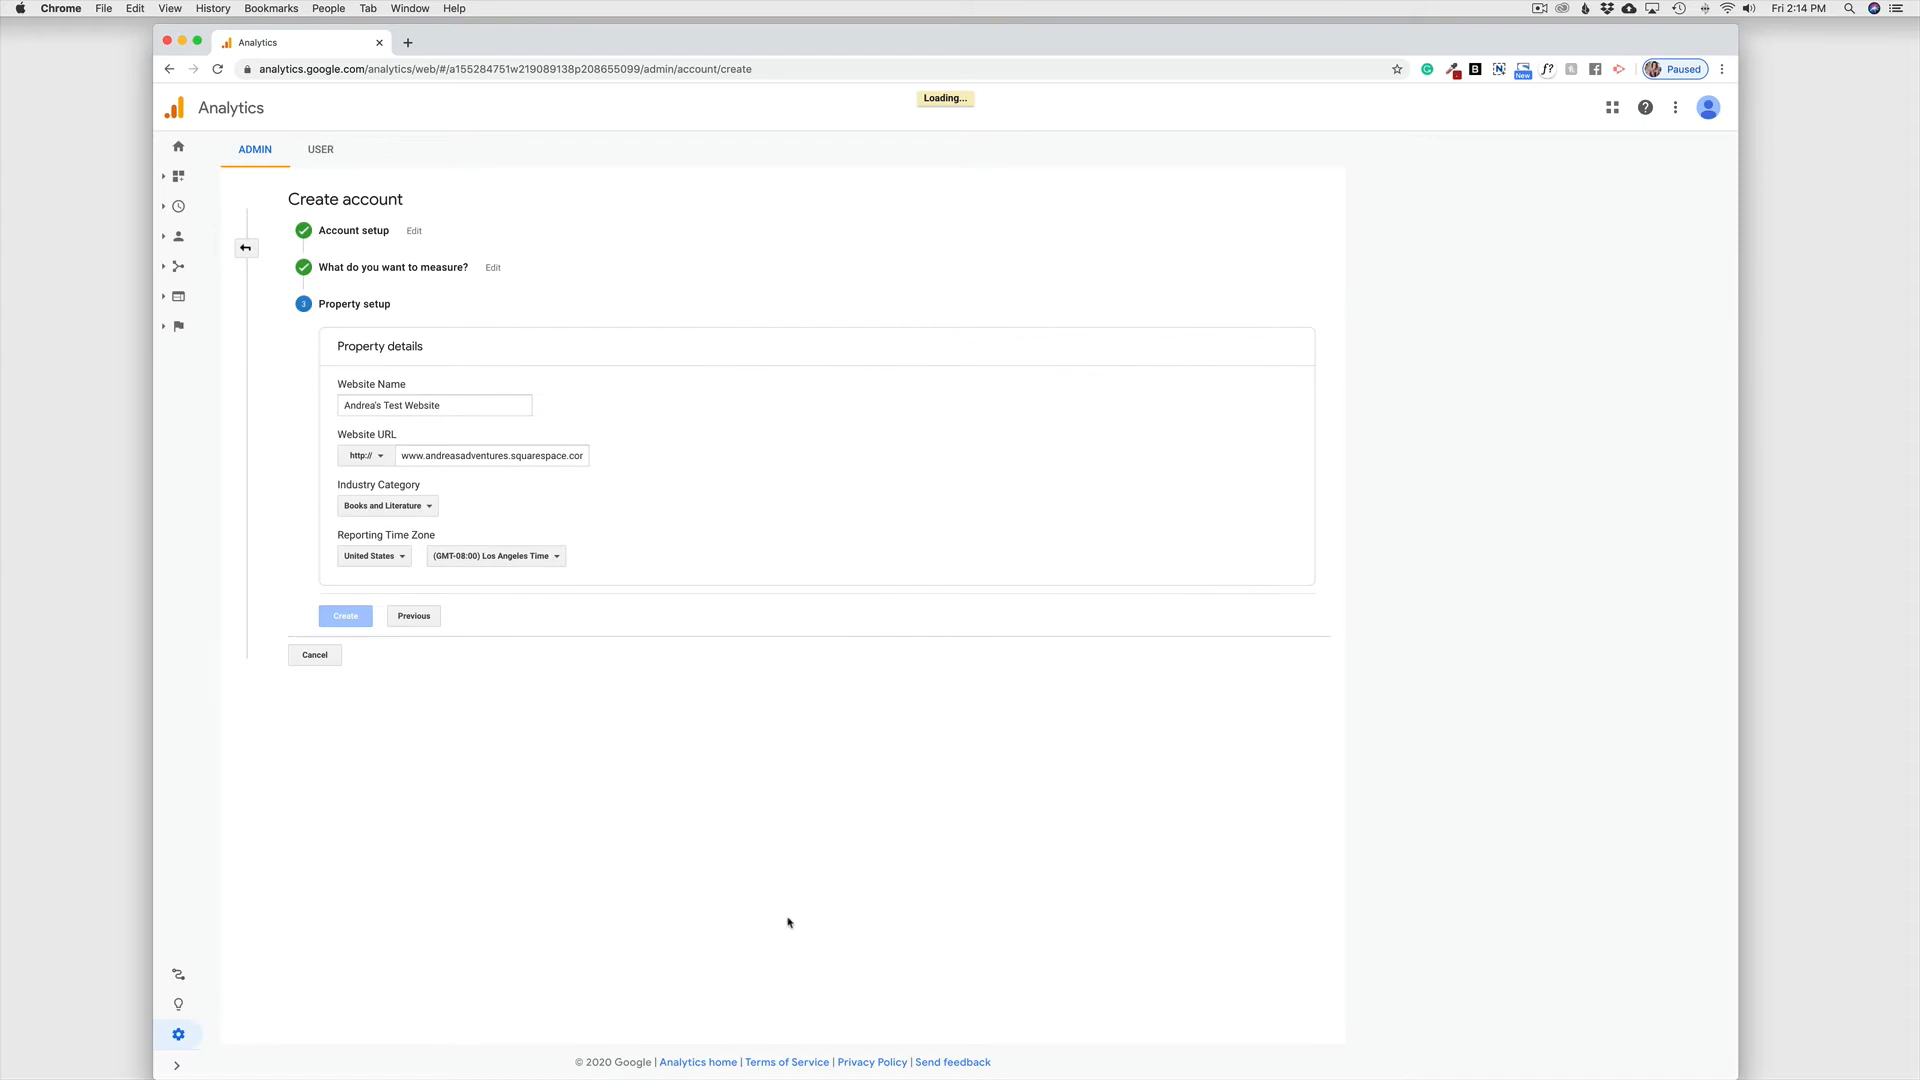 Chrome File Edit View History Bookmarks People Tab Window Help Fri 2:14 PM
Analytics
analytics.google.com/analytics/web/#/a155284751w219089138p208655099/admin/account/create
New
Paused
Analytics
Loading...
ADMIN USER
Create account
Account setup Edit
What do you want to measure? Edit
3 Property setup
Property details
Website Name
Andrea's Test Website
Website URL
http:// www.andreasadventures.squarespace.cor
Industry Category
Books and Literature
Reporting Time Zone
United States (GMT-08:00) Los Angeles Time
Create Previous
Cancel
© 2020 Google | Analytics home | Terms of Service | Privacy Policy | Send feedback